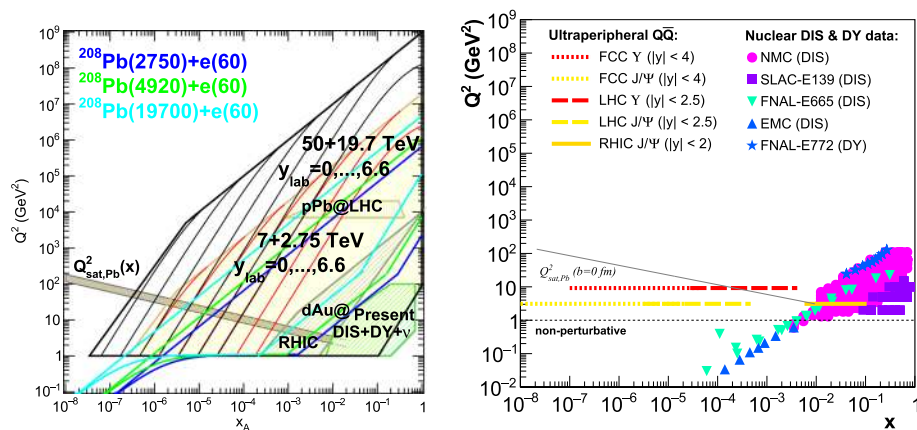 ²⁰⁸Pb(2750)+e(60)
²⁰⁸Pb(4920)+e(60)
²⁰⁸Pb(19700)+e(60)
50+19.7 TeV
y_lab=0,...,6.6
pPb@LHC
7+2.75 TeV
y_lab=0,...,6.6
Q²_sat,Pb(x)
dAu@
RHIC
Present
DIS+DY+ν
Q² (GeV²)
10⁹
10⁸
10⁷
10⁶
10⁵
10⁴
10³
10²
10
1
10⁻¹
10⁻⁸ 10⁻⁷ 10⁻⁶ 10⁻⁵ 10⁻⁴ 10⁻³ 10⁻² 10⁻¹ 1
x_A
Q² (GeV²)
10⁹
10⁸
10⁷
10⁶
10⁵
10⁴
10³
10²
10
1
10⁻¹
10⁻²
Ultraperipheral QQ̅:
FCC Υ (|y| < 4)
FCC J/Ψ (|y| < 4)
LHC Υ (|y| < 2.5)
LHC J/Ψ (|y| < 2.5)
RHIC J/Ψ (|y| < 2)
Nuclear DIS & DY data:
NMC (DIS)
SLAC-E139 (DIS)
FNAL-E665 (DIS)
EMC (DIS)
FNAL-E772 (DY)
Q²_sat,Pb (b=0 fm)
non-perturbative
10⁻⁸ 10⁻⁷ 10⁻⁶ 10⁻⁵ 10⁻⁴ 10⁻³ 10⁻² 10⁻¹ 1
x